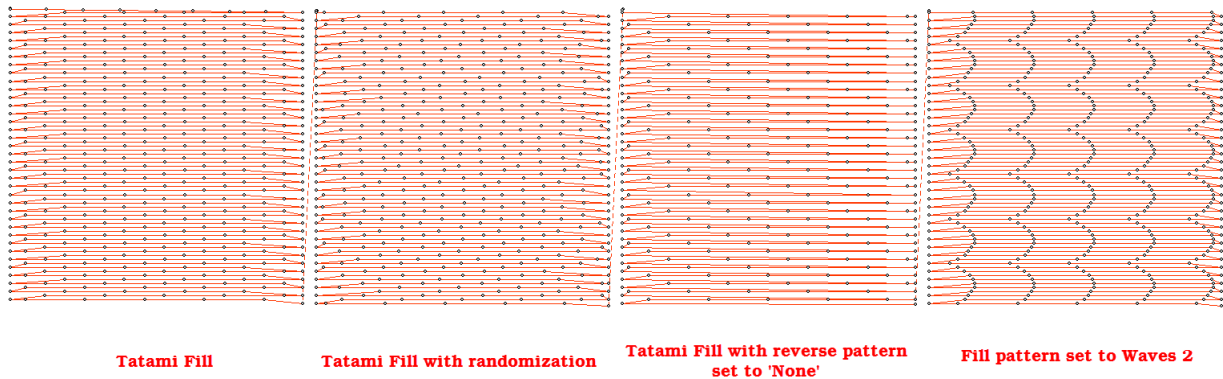 Tatami Fill
Tatami Fill with randomization
Tatami Fill with reverse pattern
set to 'None'
Fill pattern set to Waves 2